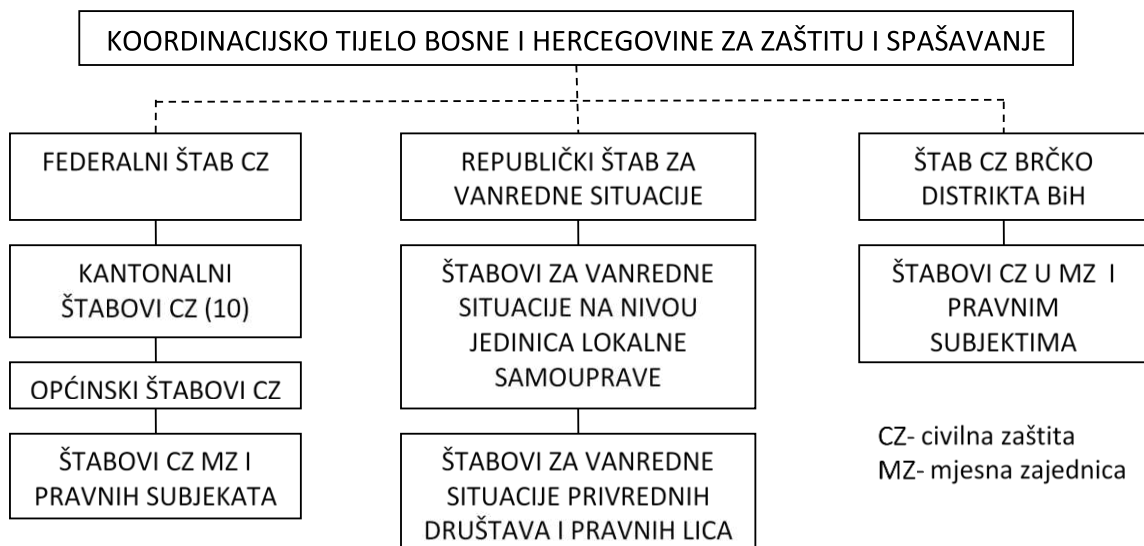 KOORDINACIJSKO TIJELO BOSNE I HERCEGOVINE ZA ZAŠTITU I SPAŠAVANJE
FEDERALNI ŠTAB CZ
KANTONALNI
ŠTABOVI CZ (10)
OPĆINSKI ŠTABOVI CZ
ŠTABOVI CZ MZ I
PRAVNIH SUBJEKATA
REPUBLIČKI ŠTAB ZA
VANREDNE SITUACIJE
ŠTABOVI ZA VANREDNE
SITUACIJE NA NIVOU
JEDINICA LOKALNE
SAMOUPRAVE
ŠTABOVI ZA VANREDNE
SITUACIJE PRIVREDNIH
DRUŠTAVA I PRAVNIH LICA
ŠTAB CZ BRČKO
DISTRIKTA BiH
ŠTABOVI CZ U MZ I
PRAVNIM
SUBJEKTIMA
CZ- civilna zaštita
MZ- mjesna zajednica